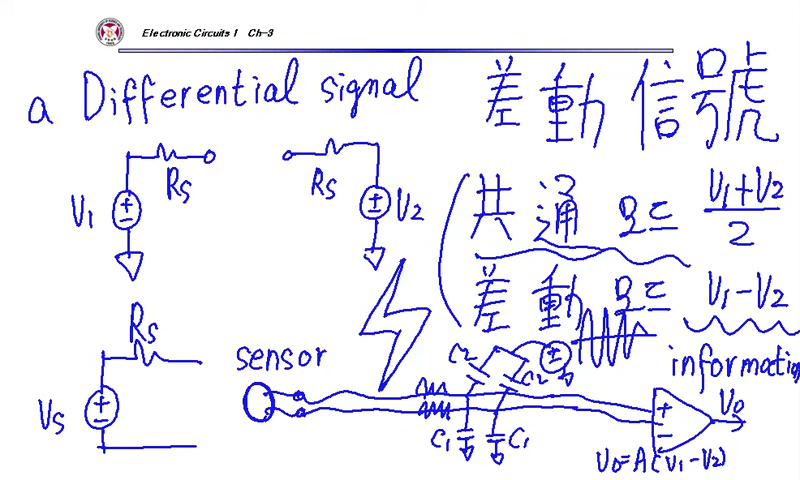 Electronic Circuits 1 Ch-3
a Differential signal 差動信號
V1 Rs Rs V2
共通 V1+V2
2
差動 V1-V2
information
Rs
Vs
sensor
C2 C2
C1 C1
+
-
Vo
Vo=A(V1-V2)